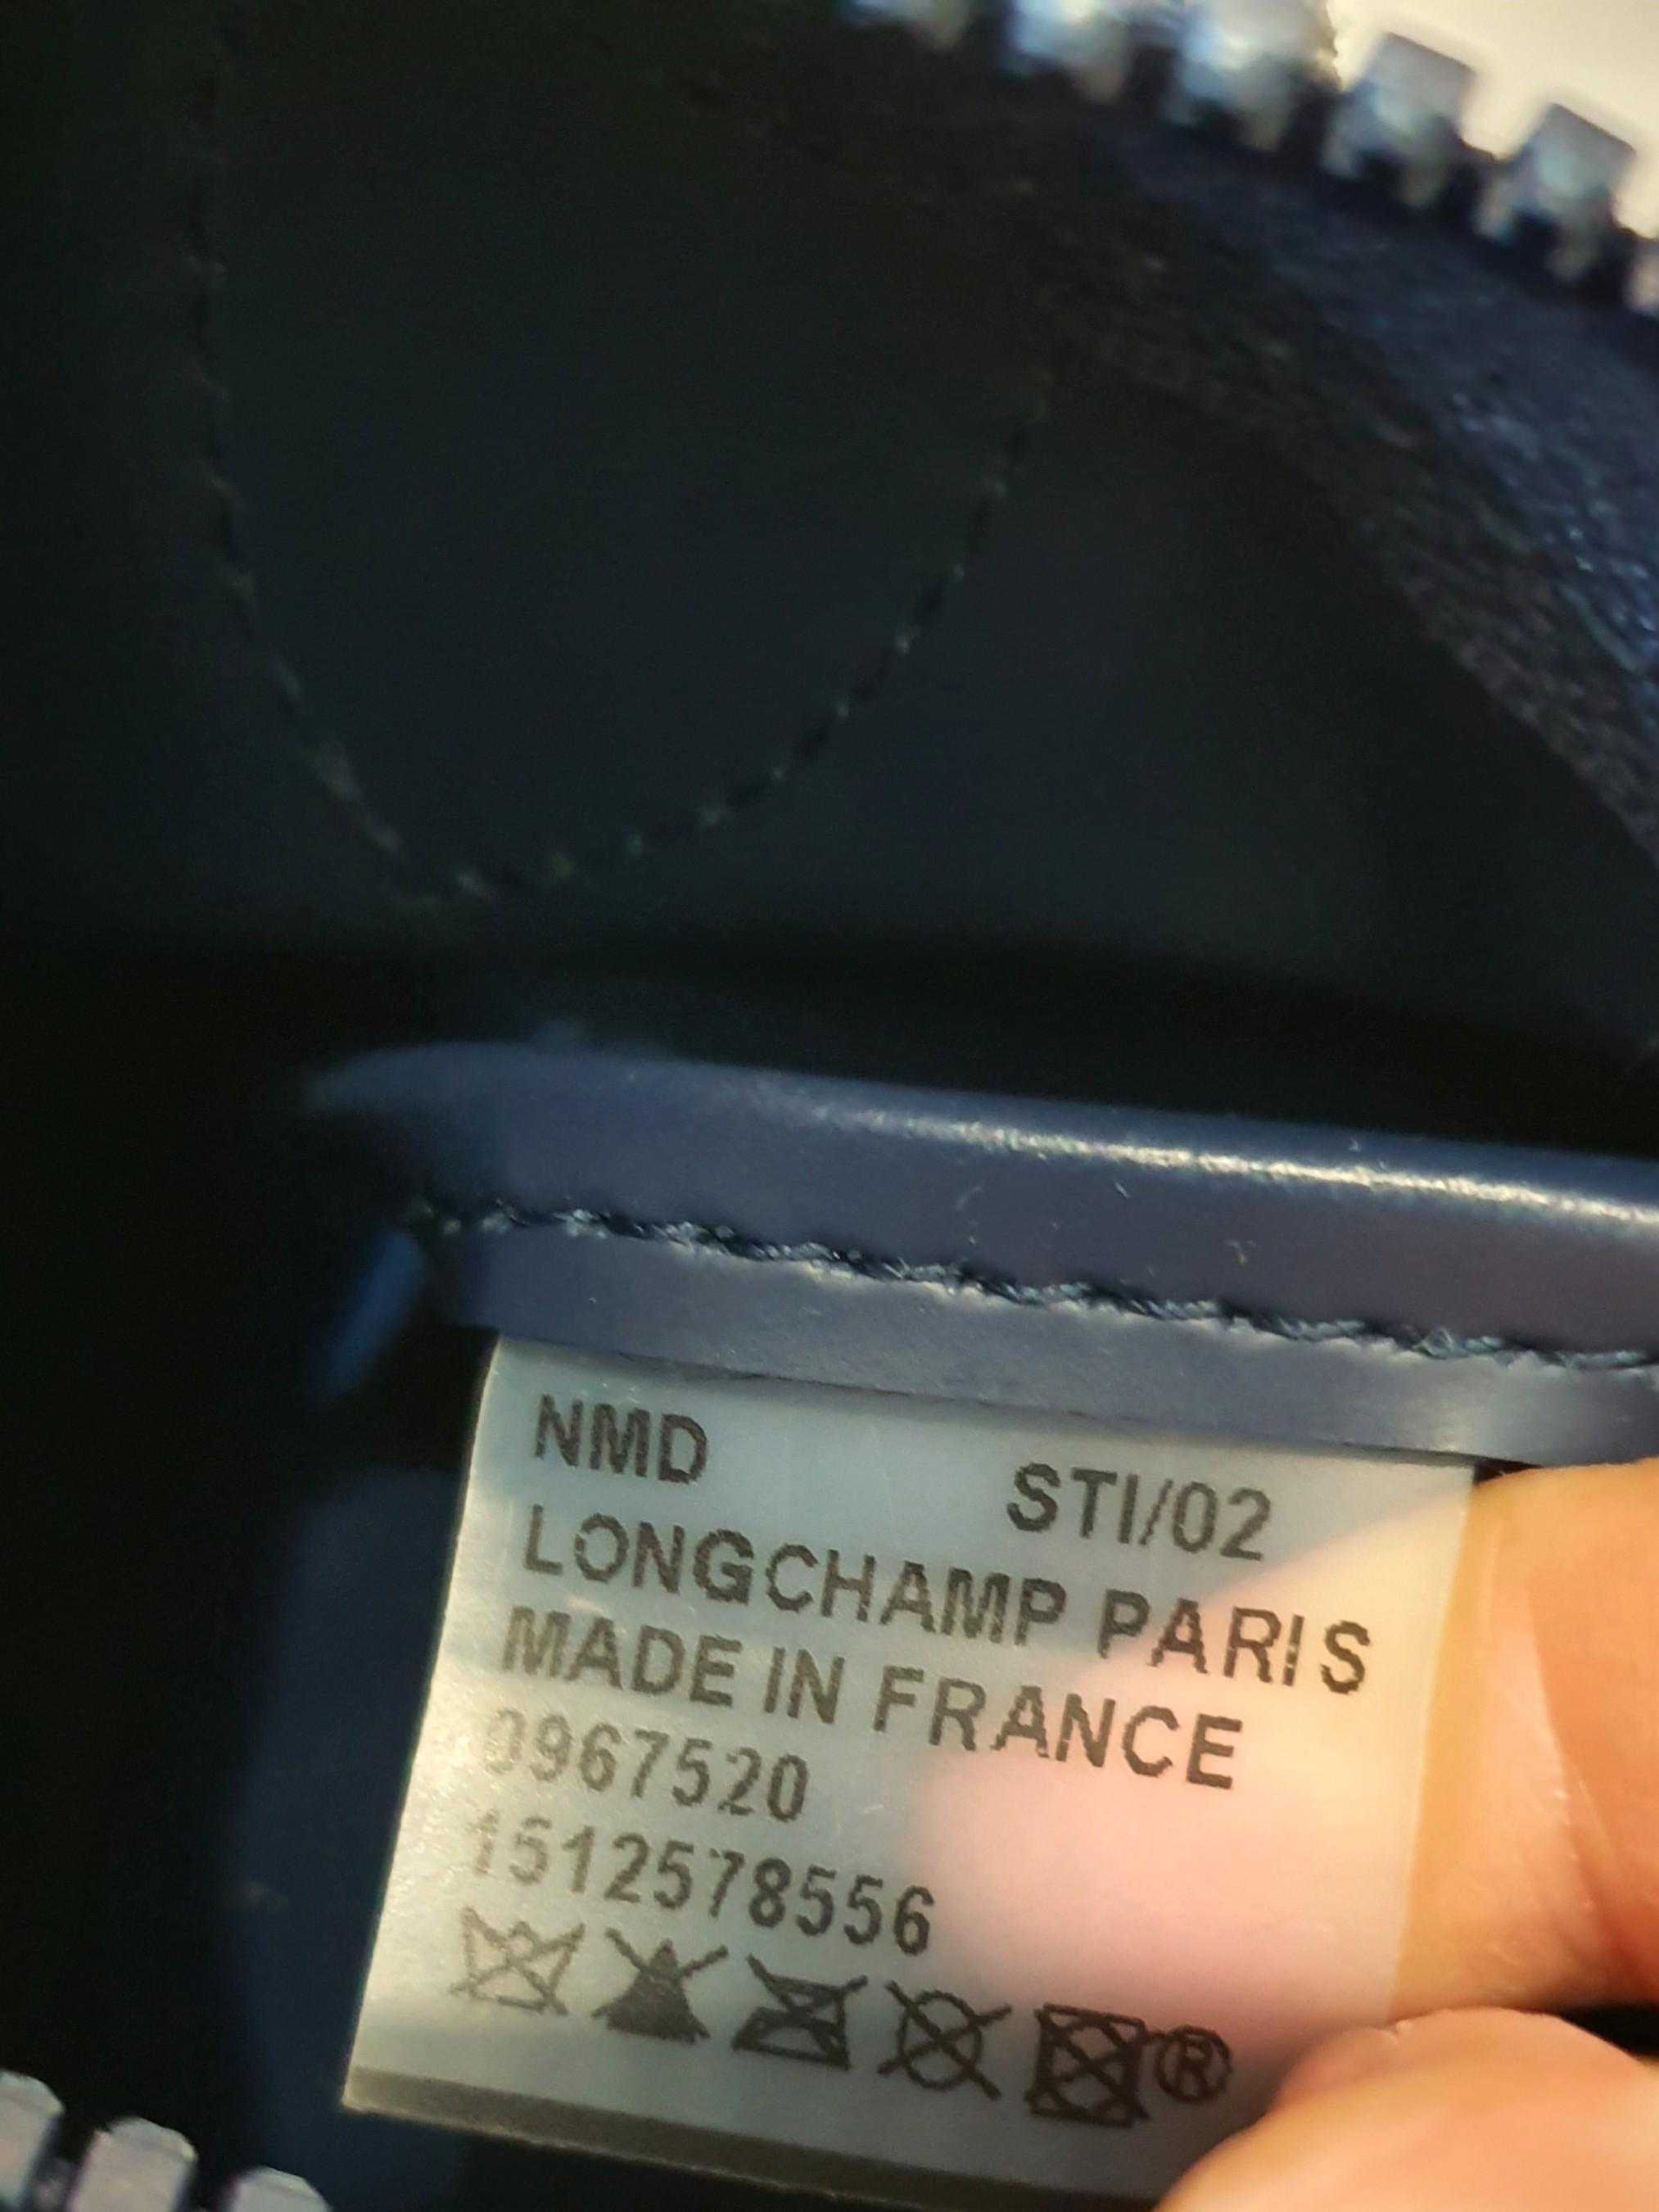 NMD STI/02
LONGCHAMP PARIS
MADE IN FRANCE
0967520
1512578556
®